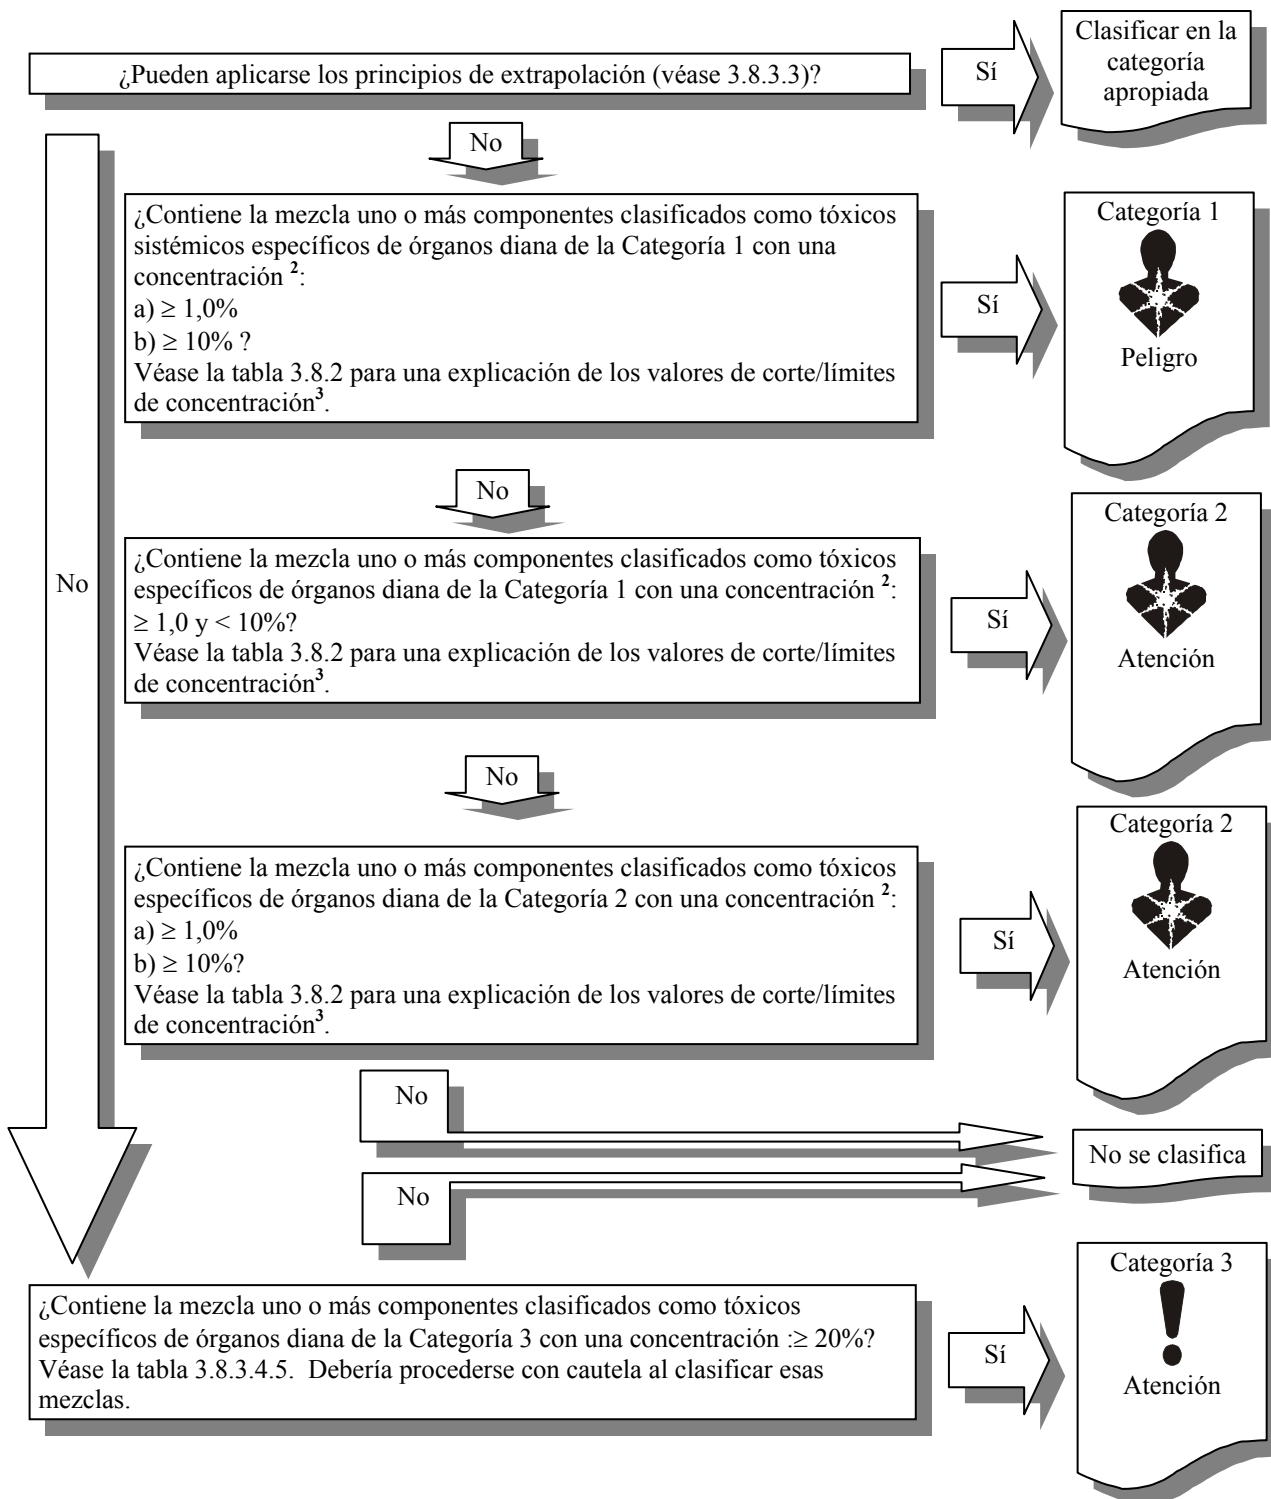 ¿Pueden aplicarse los principios de extrapolación (véase 3.8.3.3)?
Sí
Clasificar en la
categoría
apropiada
No
No
¿Contiene la mezcla uno o más componentes clasificados como tóxicos
sistémicos específicos de órganos diana de la Categoría 1 con una
concentración ²:
a) ≥ 1,0%
b) ≥ 10% ?
Véase la tabla 3.8.2 para una explicación de los valores de corte/límites
de concentración³.
Sí
Categoría 1
Peligro
No
¿Contiene la mezcla uno o más componentes clasificados como tóxicos
específicos de órganos diana de la Categoría 1 con una concentración ²:
≥ 1,0 y < 10%?
Véase la tabla 3.8.2 para una explicación de los valores de corte/límites
de concentración³.
Sí
Categoría 2
Atención
No
¿Contiene la mezcla uno o más componentes clasificados como tóxicos
específicos de órganos diana de la Categoría 2 con una concentración ²:
a) ≥ 1,0%
b) ≥ 10%?
Véase la tabla 3.8.2 para una explicación de los valores de corte/límites
de concentración³.
Sí
Categoría 2
Atención
No
No
No se clasifica
¿Contiene la mezcla uno o más componentes clasificados como tóxicos
específicos de órganos diana de la Categoría 3 con una concentración :≥ 20%?
Véase la tabla 3.8.3.4.5. Debería procederse con cautela al clasificar esas
mezclas.
Sí
Categoría 3
Atención